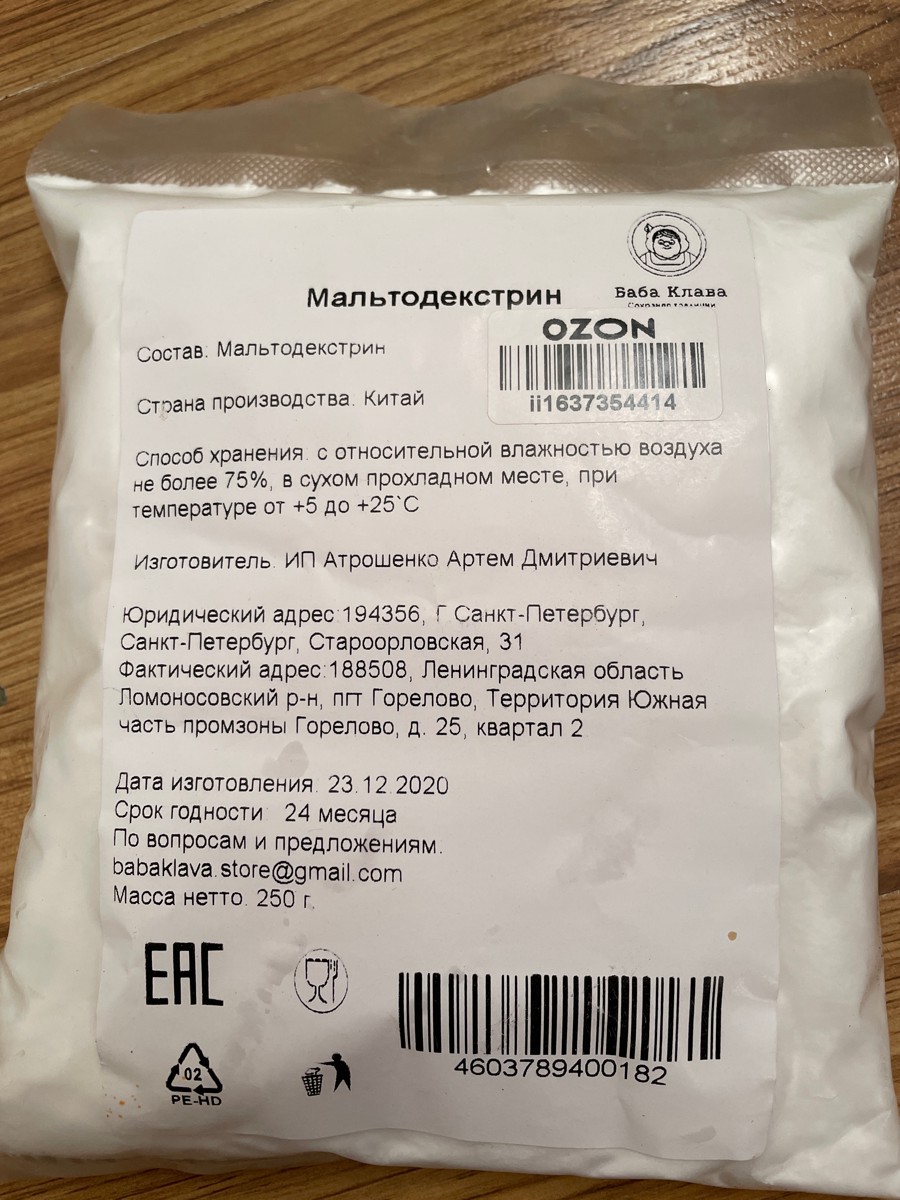 Баба Клава
Сохраняя традиции
Мальтодекстрин
OZON
ii1637354414
Состав: Мальтодекстрин
Страна производства. Китай
Способ хранения. с относительной влажностью воздуха
не более 75%, в сухом прохладном месте, при
температуре от +5 до +25`С
Изготовитель. ИП Атрошенко Артем Дмитриевич
Юридический адрес:194356, Г.Санкт-Петербург,
Санкт-Петербург, Староорловская, 31
Фактический адрес:188508, Ленинградская область
Ломоносовский р-н, пгт Горелово, Территория Южная
часть промзоны Горелово, д. 25, квартал 2
Дата изготовления. 23.12.2020
Срок годности: 24 месяца
По вопросам и предложениям.
babaklava.store@gmail.com
Масса нетто. 250 г.
EAC
02
PE-HD
4603789400182